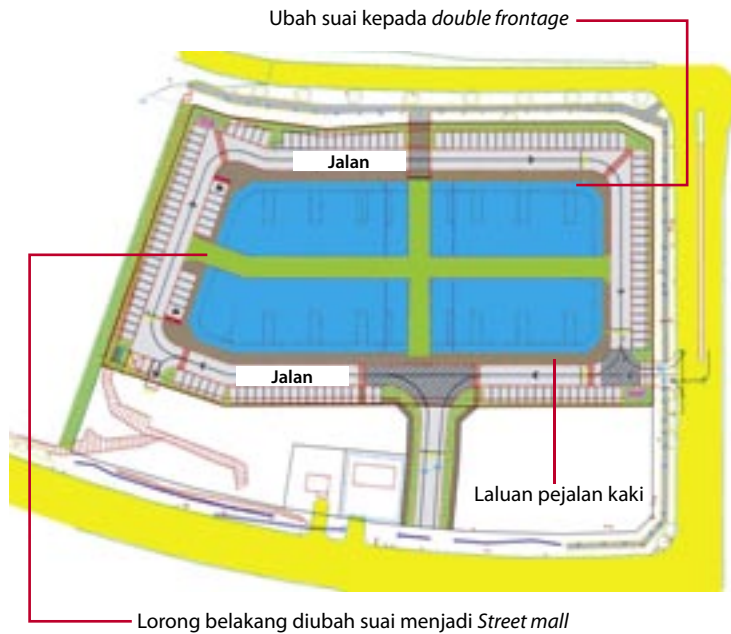 Ubah suai kepada double frontage
Jalan
Jalan
Laluan pejalan kaki
Lorong belakang diubah suai menjadi Street mall